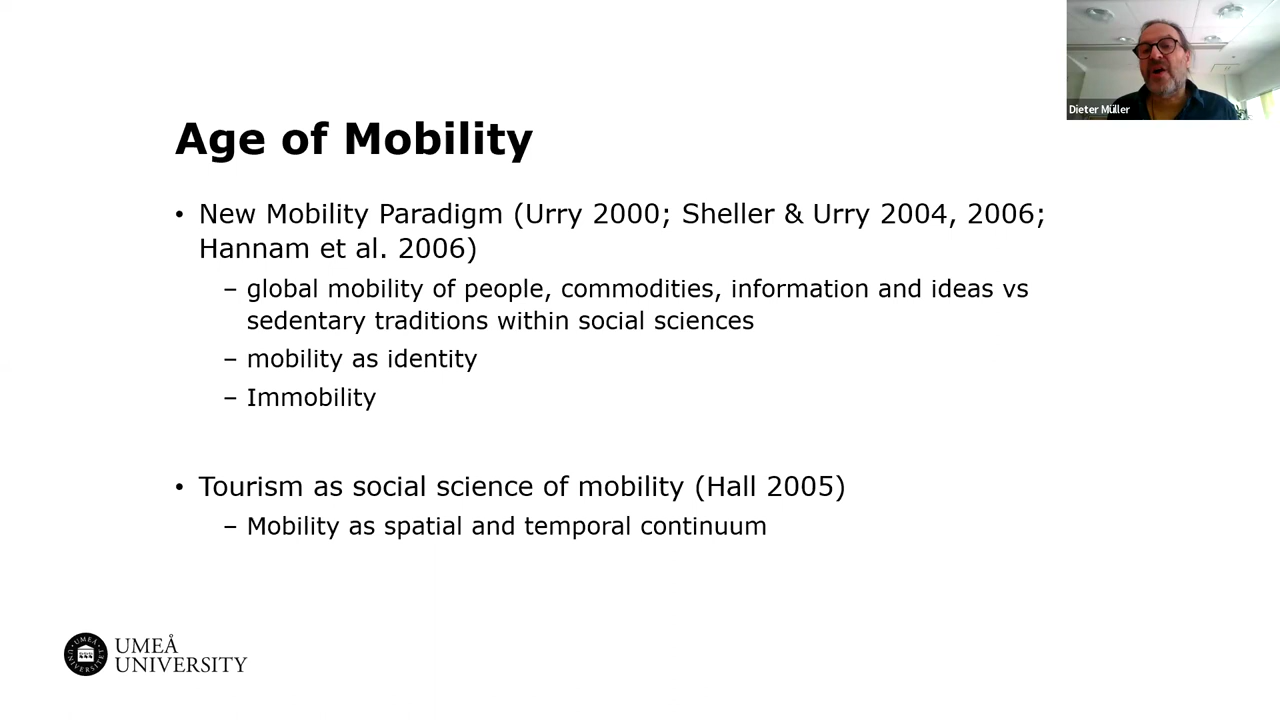 Dieter Müller
Age of Mobility
• New Mobility Paradigm (Urry 2000; Sheller & Urry 2004, 2006;
Hannam et al. 2006)
– global mobility of people, commodities, information and ideas vs
sedentary traditions within social sciences
– mobility as identity
– Immobility
• Tourism as social science of mobility (Hall 2005)
– Mobility as spatial and temporal continuum
UMEÅ
UNIVERSITY